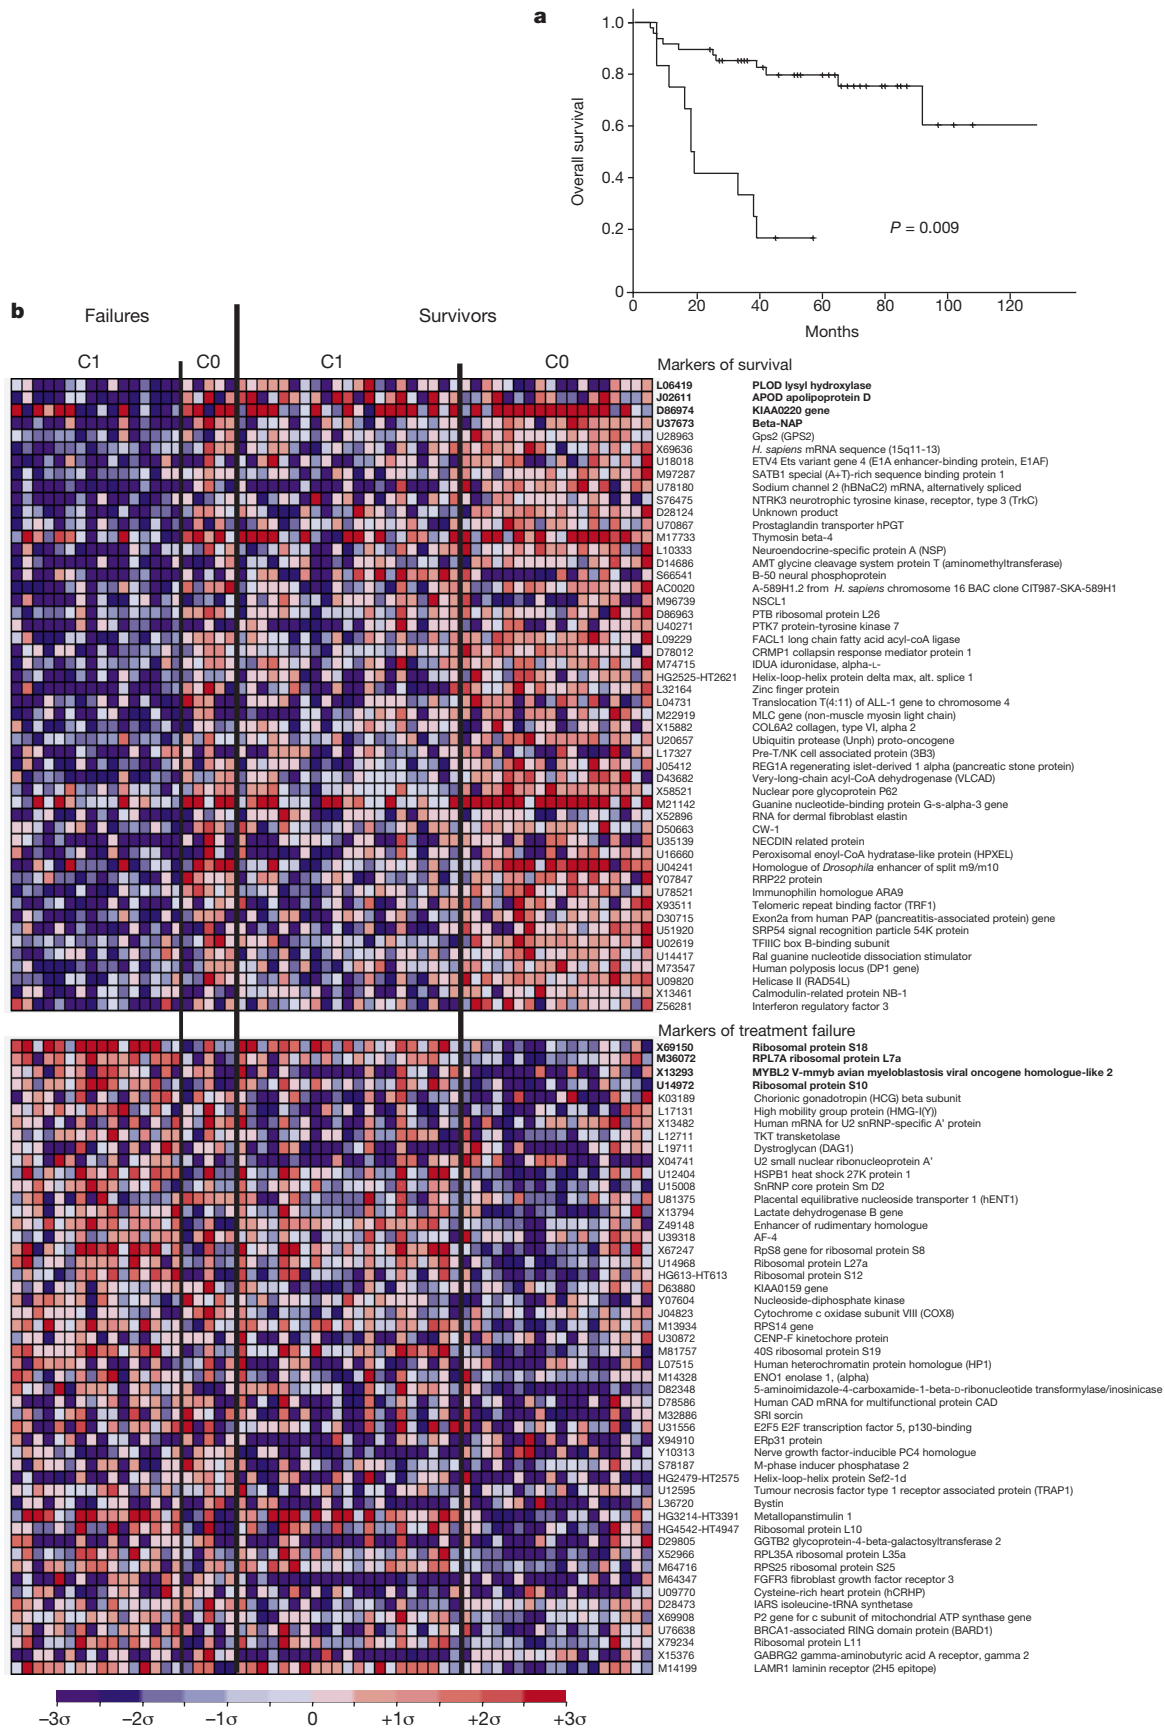 a
1.0
0.8
0.6
0.4
0.2
0
Overall survival
P = 0.009
0 20 40 60 80 100 120
Months
b
Failures Survivors
C1 C0 C1 C0
Markers of survival
L06419 PLOD lysyl hydroxylase
J02611 APOD apolipoprotein D
D86974 KIAA0220 gene
U37673 Beta-NAP
U28963 Gps2 (GPS2)
X69636 H. sapiens mRNA sequence (15q11-13)
U18018 ETV4 Ets variant gene 4 (E1A enhancer-binding protein, E1AF)
M97287 SATB1 special (A+T)-rich sequence binding protein 1
U78180 Sodium channel 2 (hBNaC2) mRNA, alternatively spliced
S76475 NTRK3 neurotrophic tyrosine kinase, receptor, type 3 (TrkC)
D28124 Unknown product
U70867 Prostaglandin transporter hPGT
M17733 Thymosin beta-4
L10333 Neuroendocrine-specific protein A (NSP)
D14686 AMT glycine cleavage system protein T (aminomethyltransferase)
S66541 B-50 neural phosphoprotein
AC0020 A-589H1.2 from H. sapiens chromosome 16 BAC clone CIT987-SKA-589H1
M96739 NSCL1
D86963 PTB ribosomal protein L26
U40271 PTK7 protein-tyrosine kinase 7
L09229 FACL1 long chain fatty acid acyl-coA ligase
D78012 CRMP1 collapsin response mediator protein 1
M74715 IDUA iduronidase, alpha-L-
HG2525-HT2621 Helix-loop-helix protein delta max, alt. splice 1
L32164 Zinc finger protein
L04731 Translocation T(4:11) of ALL-1 gene to chromosome 4
M22919 MLC gene (non-muscle myosin light chain)
X15882 COL6A2 collagen, type VI, alpha 2
U20657 Ubiquitin protease (Unph) proto-oncogene
L17327 Pre-T/NK cell associated protein (3B3)
J05412 REG1A regenerating islet-derived 1 alpha (pancreatic stone protein)
D43682 Very-long-chain acyl-CoA dehydrogenase (VLCAD)
X58521 Nuclear pore glycoprotein P62
M21142 Guanine nucleotide-binding protein G-s-alpha-3 gene
X52896 RNA for dermal fibroblast elastin
D50663 CW-1
U35139 NECDIN related protein
U16660 Peroxisomal enoyl-CoA hydratase-like protein (HPXEL)
U04241 Homologue of Drosophila enhancer of split m9/m10
Y07847 RRP22 protein
U78521 Immunophilin homologue ARA9
X93511 Telomeric repeat binding factor (TRF1)
D30715 Exon2a from human PAP (pancreatitis-associated protein) gene
U51920 SRP54 signal recognition particle 54K protein
U02619 TFIIIC box B-binding subunit
U14417 Ral guanine nucleotide dissociation stimulator
M73547 Human polyposis locus (DP1 gene)
U09820 Helicase II (RAD54L)
X13461 Calmodulin-related protein NB-1
Z56281 Interferon regulatory factor 3
Markers of treatment failure
X69150 Ribosomal protein S18
M36072 RPL7A ribosomal protein L7a
X13293 MYBL2 V-mmyb avian myeloblastosis viral oncogene homologue-like 2
U14972 Ribosomal protein S10
K03189 Chorionic gonadotropin (HCG) beta subunit
L17131 High mobility group protein (HMG-I(Y))
X13482 Human mRNA for U2 snRNP-specific A' protein
L12711 TKT transketolase
L19711 Dystroglycan (DAG1)
X04741 U2 small nuclear ribonucleoprotein A'
U12404 HSPB1 heat shock 27K protein 1
U15008 SnRNP core protein Sm D2
U81375 Placental equilibrative nucleoside transporter 1 (hENT1)
X13794 Lactate dehydrogenase B gene
Z49148 Enhancer of rudimentary homologue
U39318 AF-4
X67247 RpS8 gene for ribosomal protein S8
U14968 Ribosomal protein L27a
HG613-HT613 Ribosomal protein S12
D63880 KIAA0159 gene
Y07604 Nucleoside-diphosphate kinase
J04823 Cytochrome c oxidase subunit VIII (COX8)
M13934 RPS14 gene
U30872 CENP-F kinetochore protein
M81757 40S ribosomal protein S19
L07515 Human heterochromatin protein homologue (HP1)
M14328 ENO1 enolase 1, (alpha)
D82348 5-aminoimidazole-4-carboxamide-1-beta-D-ribonucleotide transformylase/inosinicase
D78586 Human CAD mRNA for multifunctional protein CAD
M32886 SRI sorcin
U31556 E2F5 E2F transcription factor 5, p130-binding
X94910 ERp31 protein
Y10313 Nerve growth factor-inducible PC4 homologue
S78187 M-phase inducer phosphatase 2
HG2479-HT2575 Helix-loop-helix protein Sef2-1d
U12595 Tumour necrosis factor type 1 receptor associated protein (TRAP1)
L36720 Bystin
HG3214-HT3391 Metallopanstimulin 1
HG4542-HT4947 Ribosomal protein L10
D29805 GGTB2 glycoprotein-4-beta-galactosyltransferase 2
X52966 RPL35A ribosomal protein L35a
M64716 RPS25 ribosomal protein S25
M64347 FGFR3 fibroblast growth factor receptor 3
U09770 Cysteine-rich heart protein (hCRHP)
D28473 IARS isoleucine-tRNA synthetase
X69908 P2 gene for c subunit of mitochondrial ATP synthase gene
U76638 BRCA1-associated RING domain protein (BARD1)
X79234 Ribosomal protein L11
X15376 GABRG2 gamma-aminobutyric acid A receptor, gamma 2
M14199 LAMR1 laminin receptor (2H5 epitope)
−3σ −2σ −1σ 0 +1σ +2σ +3σ